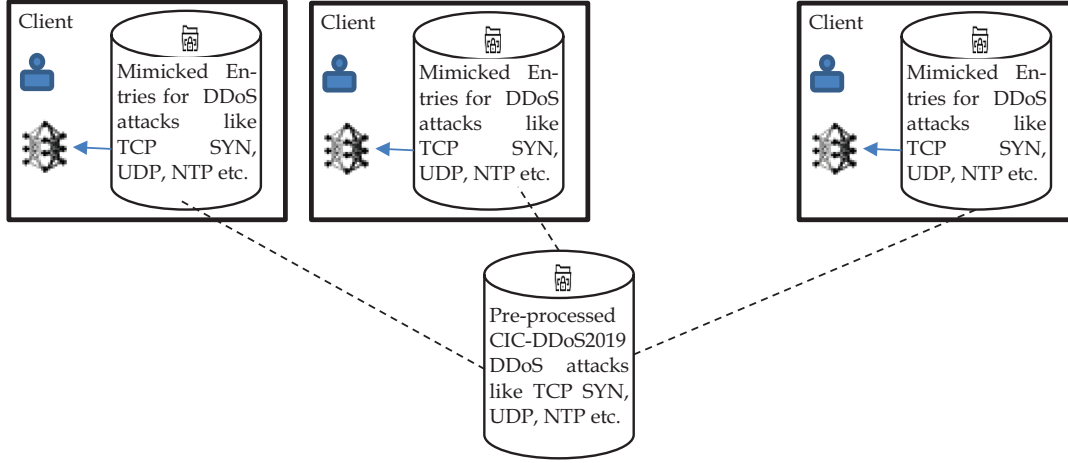 Client
Mimicked En-
tries for DDoS
attacks like
TCP SYN,
UDP, NTP etc.
Client
Mimicked En-
tries for DDoS
attacks like
TCP SYN,
UDP, NTP etc.
Client
Mimicked En-
tries for DDoS
attacks like
TCP SYN,
UDP, NTP etc.
Pre-processed
CIC-DDoS2019
DDoS attacks
like TCP SYN,
UDP, NTP etc.